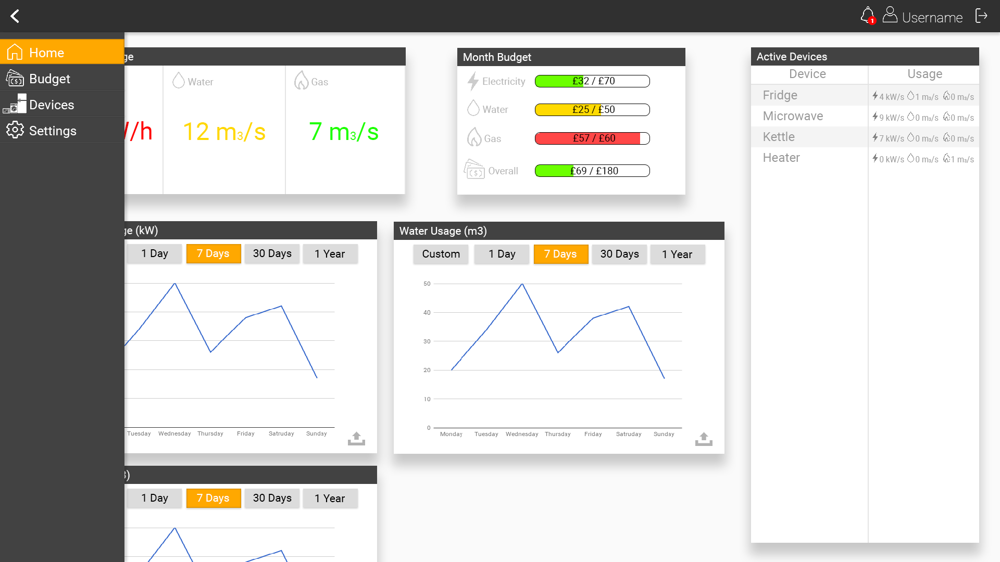 1
Username
Home
Budget
Devices
Settings
ge
Water
Gas
/h
12 m3/s
7 m3/s
Month Budget
Electricity
£32 / £70
Water
£25 / £50
Gas
£57 / £60
Overall
£69 / £180
Active Devices
Device Usage
Fridge 4 kW/s 1 m3/s 0 m3/s
Microwave 9 kW/s 0 m3/s 0 m3/s
Kettle 7 kW/s 0 m3/s 0 m3/s
Heater 0 kW/s 0 m3/s 1 m3/s
ge (kW)
1 Day 7 Days 30 Days 1 Year
Tuesday Wednesday Thursday Friday Satruday Sunday
Water Usage (m3)
Custom 1 Day 7 Days 30 Days 1 Year
50
40
30
20
10
0
Monday Tuesday Wednesday Thursday Friday Satruday Sunday
3)
1 Day 7 Days 30 Days 1 Year